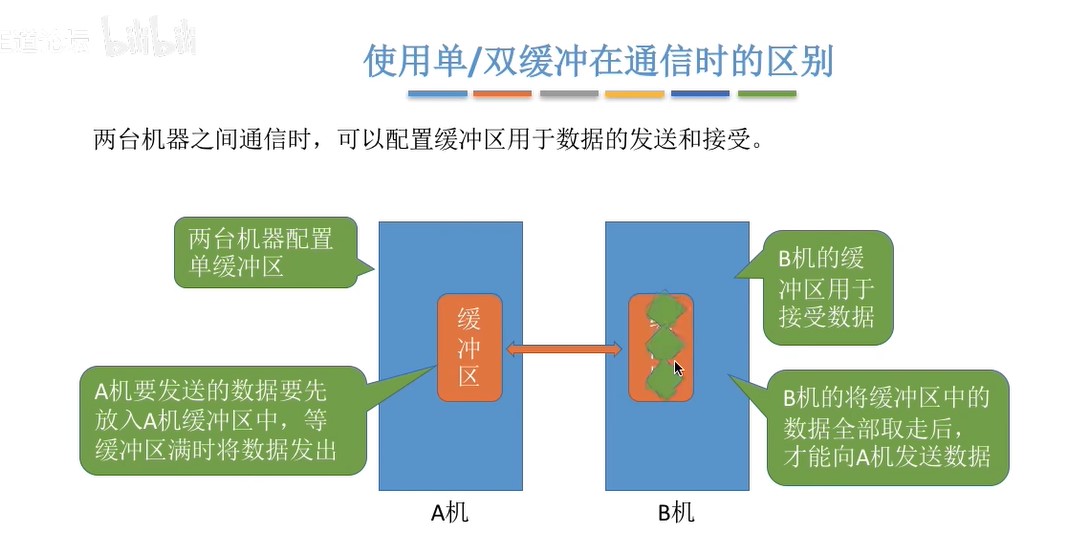 bilibili
使用单/双缓冲在通信时的区别
两台机器之间通信时，可以配置缓冲区用于数据的发送和接受。
两台机器配置
单缓冲区
B机的缓
冲区用于
接受数据
缓
冲
区
A机要发送的数据要先
放入A机缓冲区中，等
缓冲区满时将数据发出
B机的将缓冲区中的
数据全部取走后，
才能向A机发送数据
A机
B机